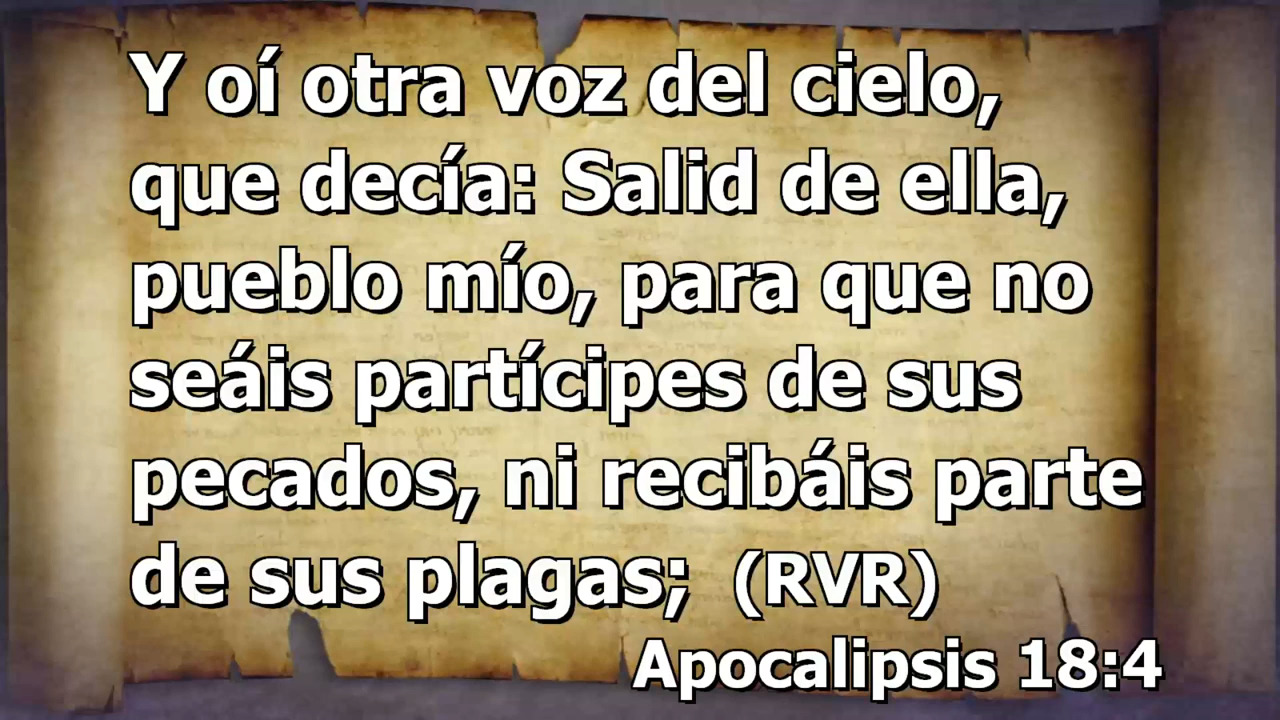 Y oí otra voz del cielo,
que decía: Salid de ella,
pueblo mío, para que no
seáis partícipes de sus
pecados, ni recibáis parte
de sus plagas; (RVR)
Apocalipsis 18:4